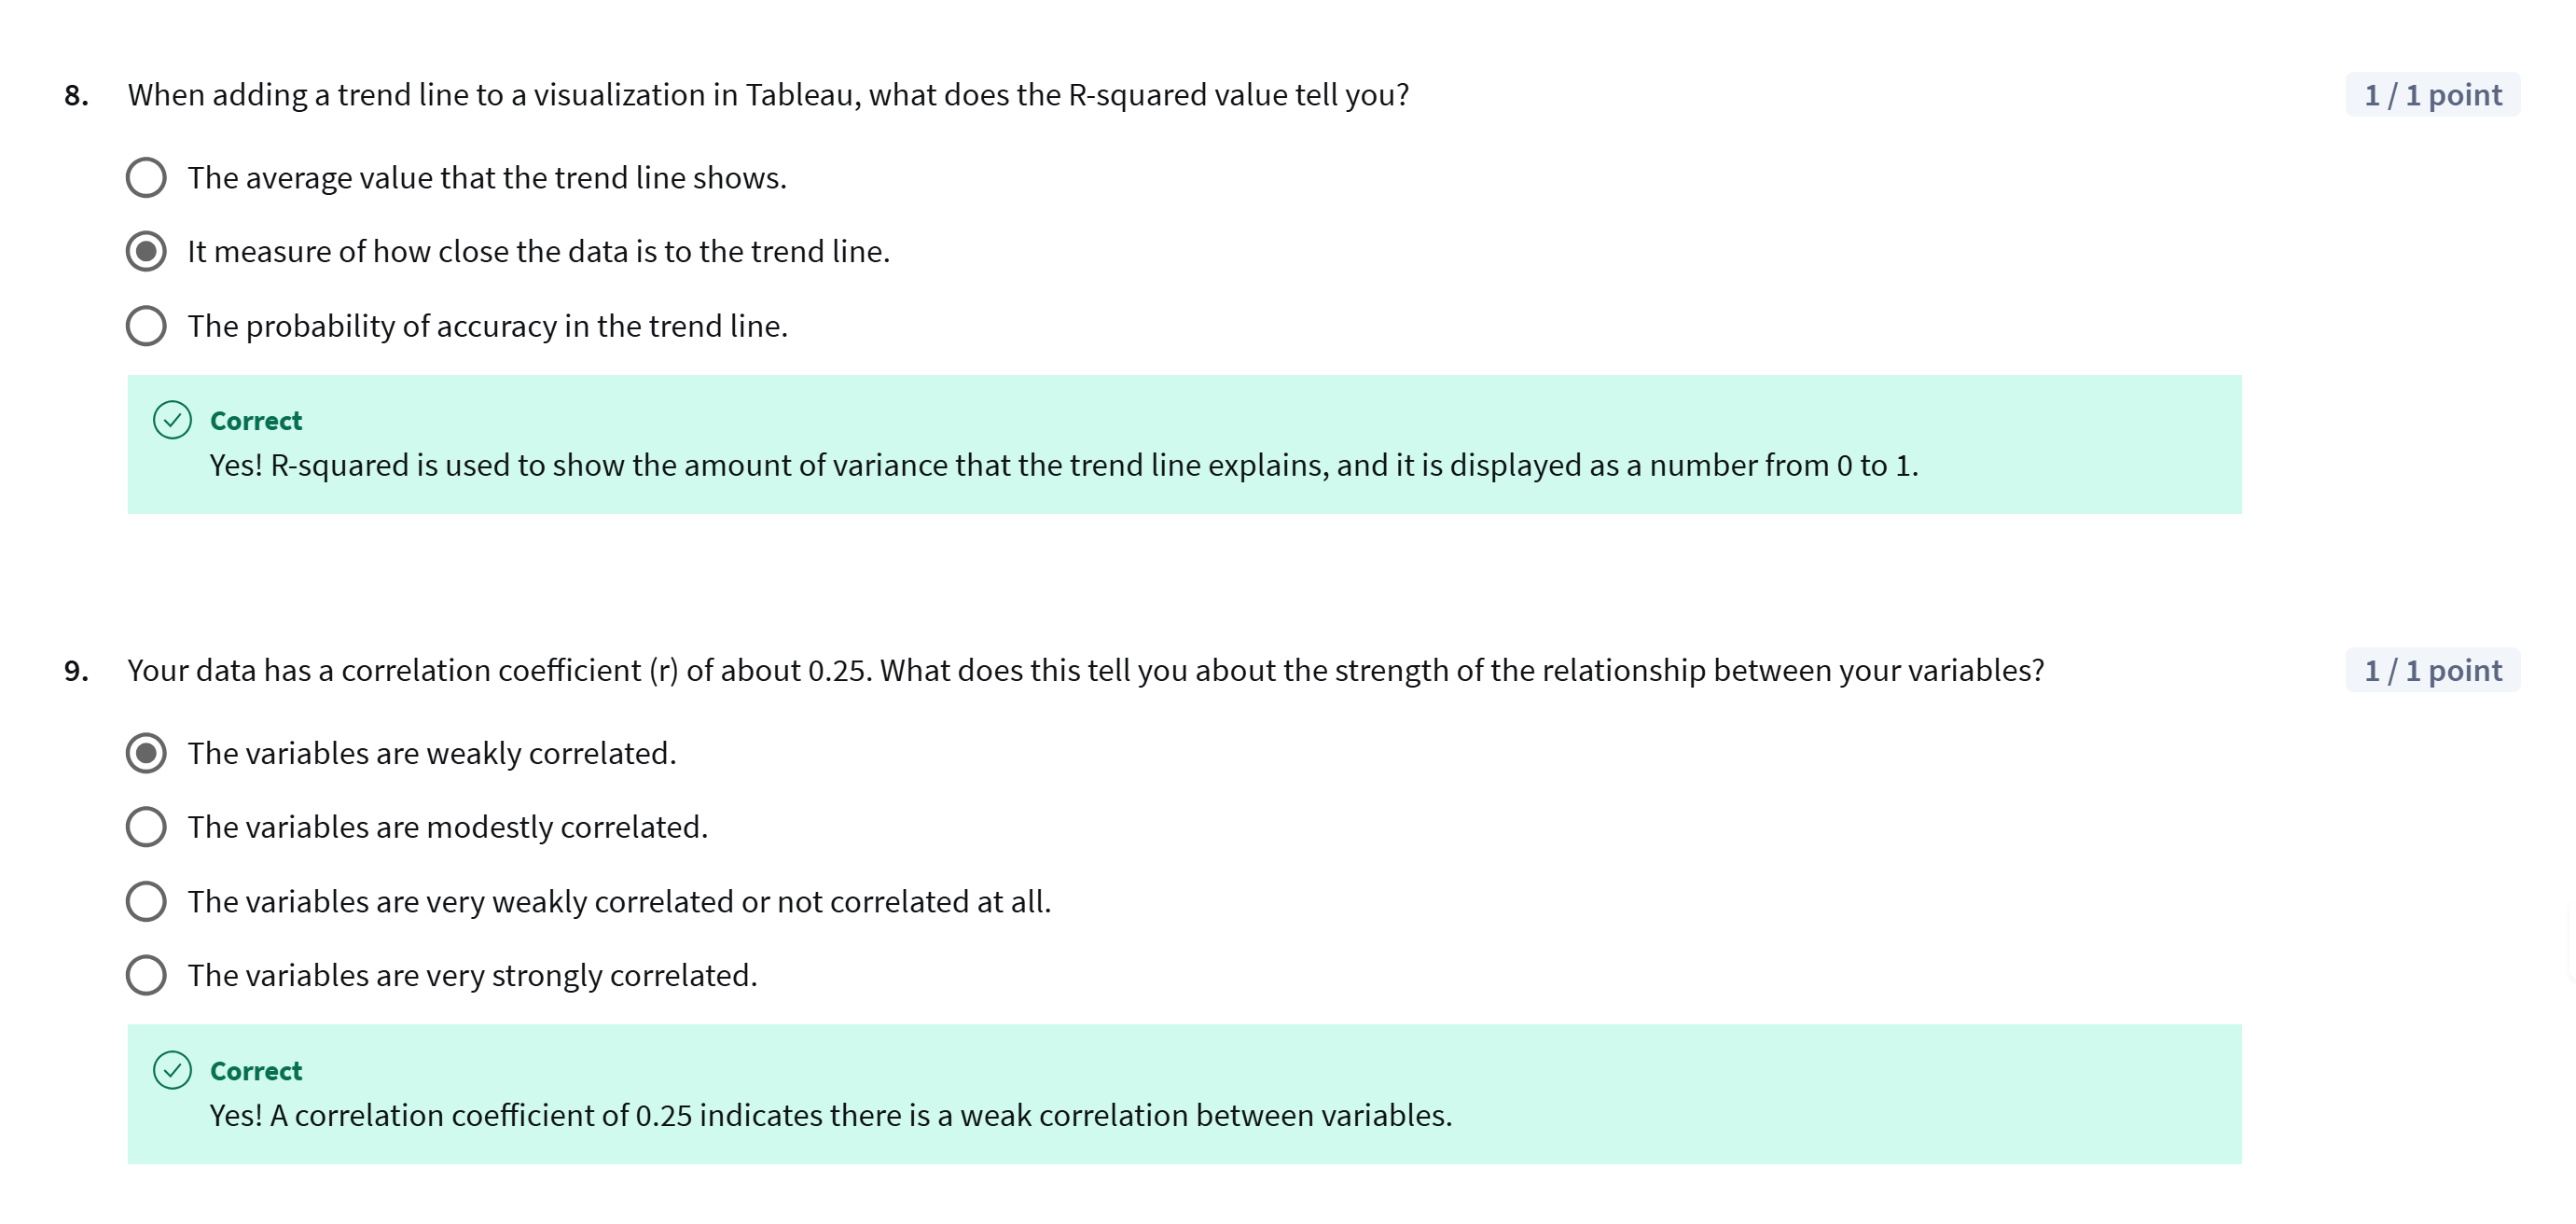 8. When adding a trend line to a visualization in Tableau, what does the R-squared value tell you? 1 / 1 point
The average value that the trend line shows.
It measure of how close the data is to the trend line.
The probability of accuracy in the trend line.
Correct
Yes! R-squared is used to show the amount of variance that the trend line explains, and it is displayed as a number from 0 to 1.
9. Your data has a correlation coefficient (r) of about 0.25. What does this tell you about the strength of the relationship between your variables? 1 / 1 point
The variables are weakly correlated.
The variables are modestly correlated.
The variables are very weakly correlated or not correlated at all.
The variables are very strongly correlated.
Correct
Yes! A correlation coefficient of 0.25 indicates there is a weak correlation between variables.